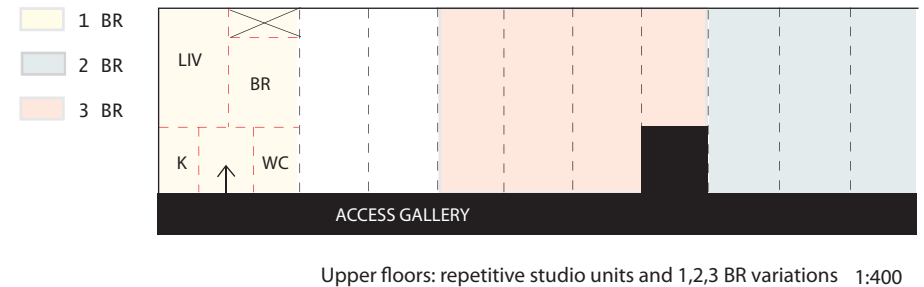 1 BR
2 BR
3 BR
LIV
BR
K
WC
ACCESS GALLERY
Upper floors: repetitive studio units and 1,2,3 BR variations 1:400